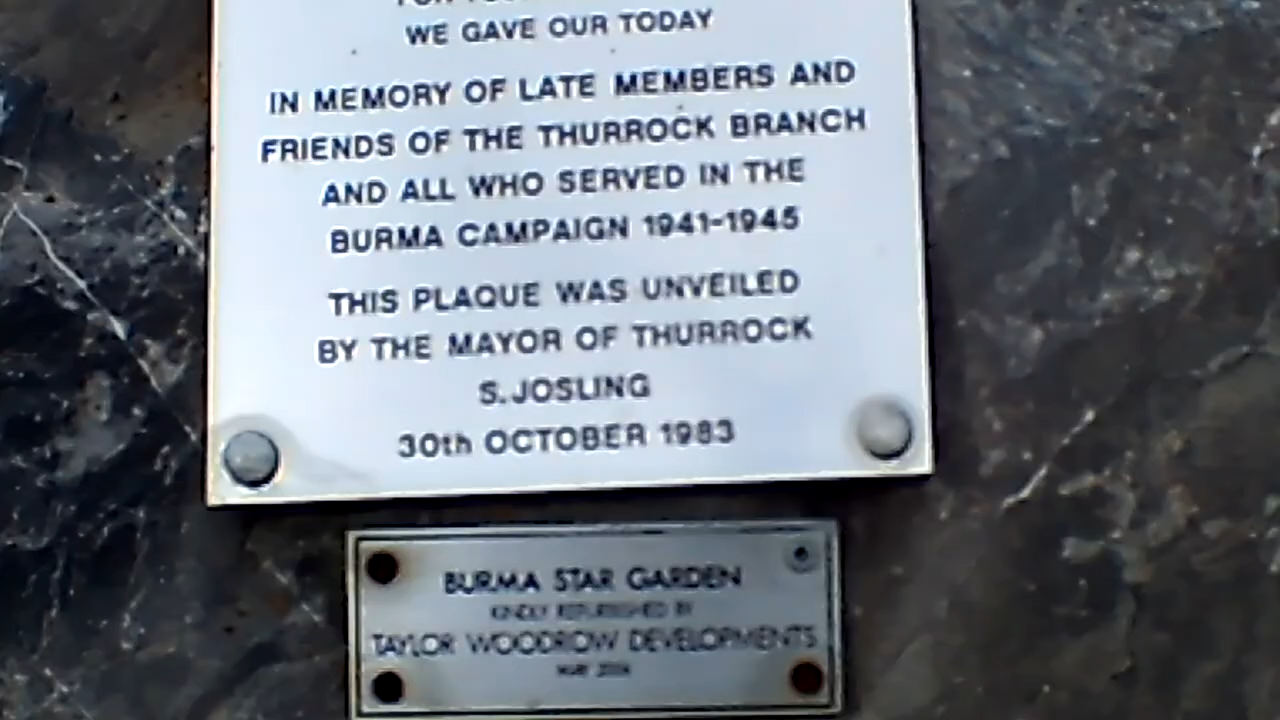 WE GAVE OUR TODAY
IN MEMORY OF LATE MEMBERS AND
FRIENDS OF THE THURROCK BRANCH
AND ALL WHO SERVED IN THE
BURMA CAMPAIGN 1941-1945
THIS PLAQUE WAS UNVEILED
BY THE MAYOR OF THURROCK
S. JOSLING
30th OCTOBER 1983
BURMA STAR GARDEN
KINDLY REFURBISHED BY
TAYLOR WOODROW DEVELOPMENTS
MAY